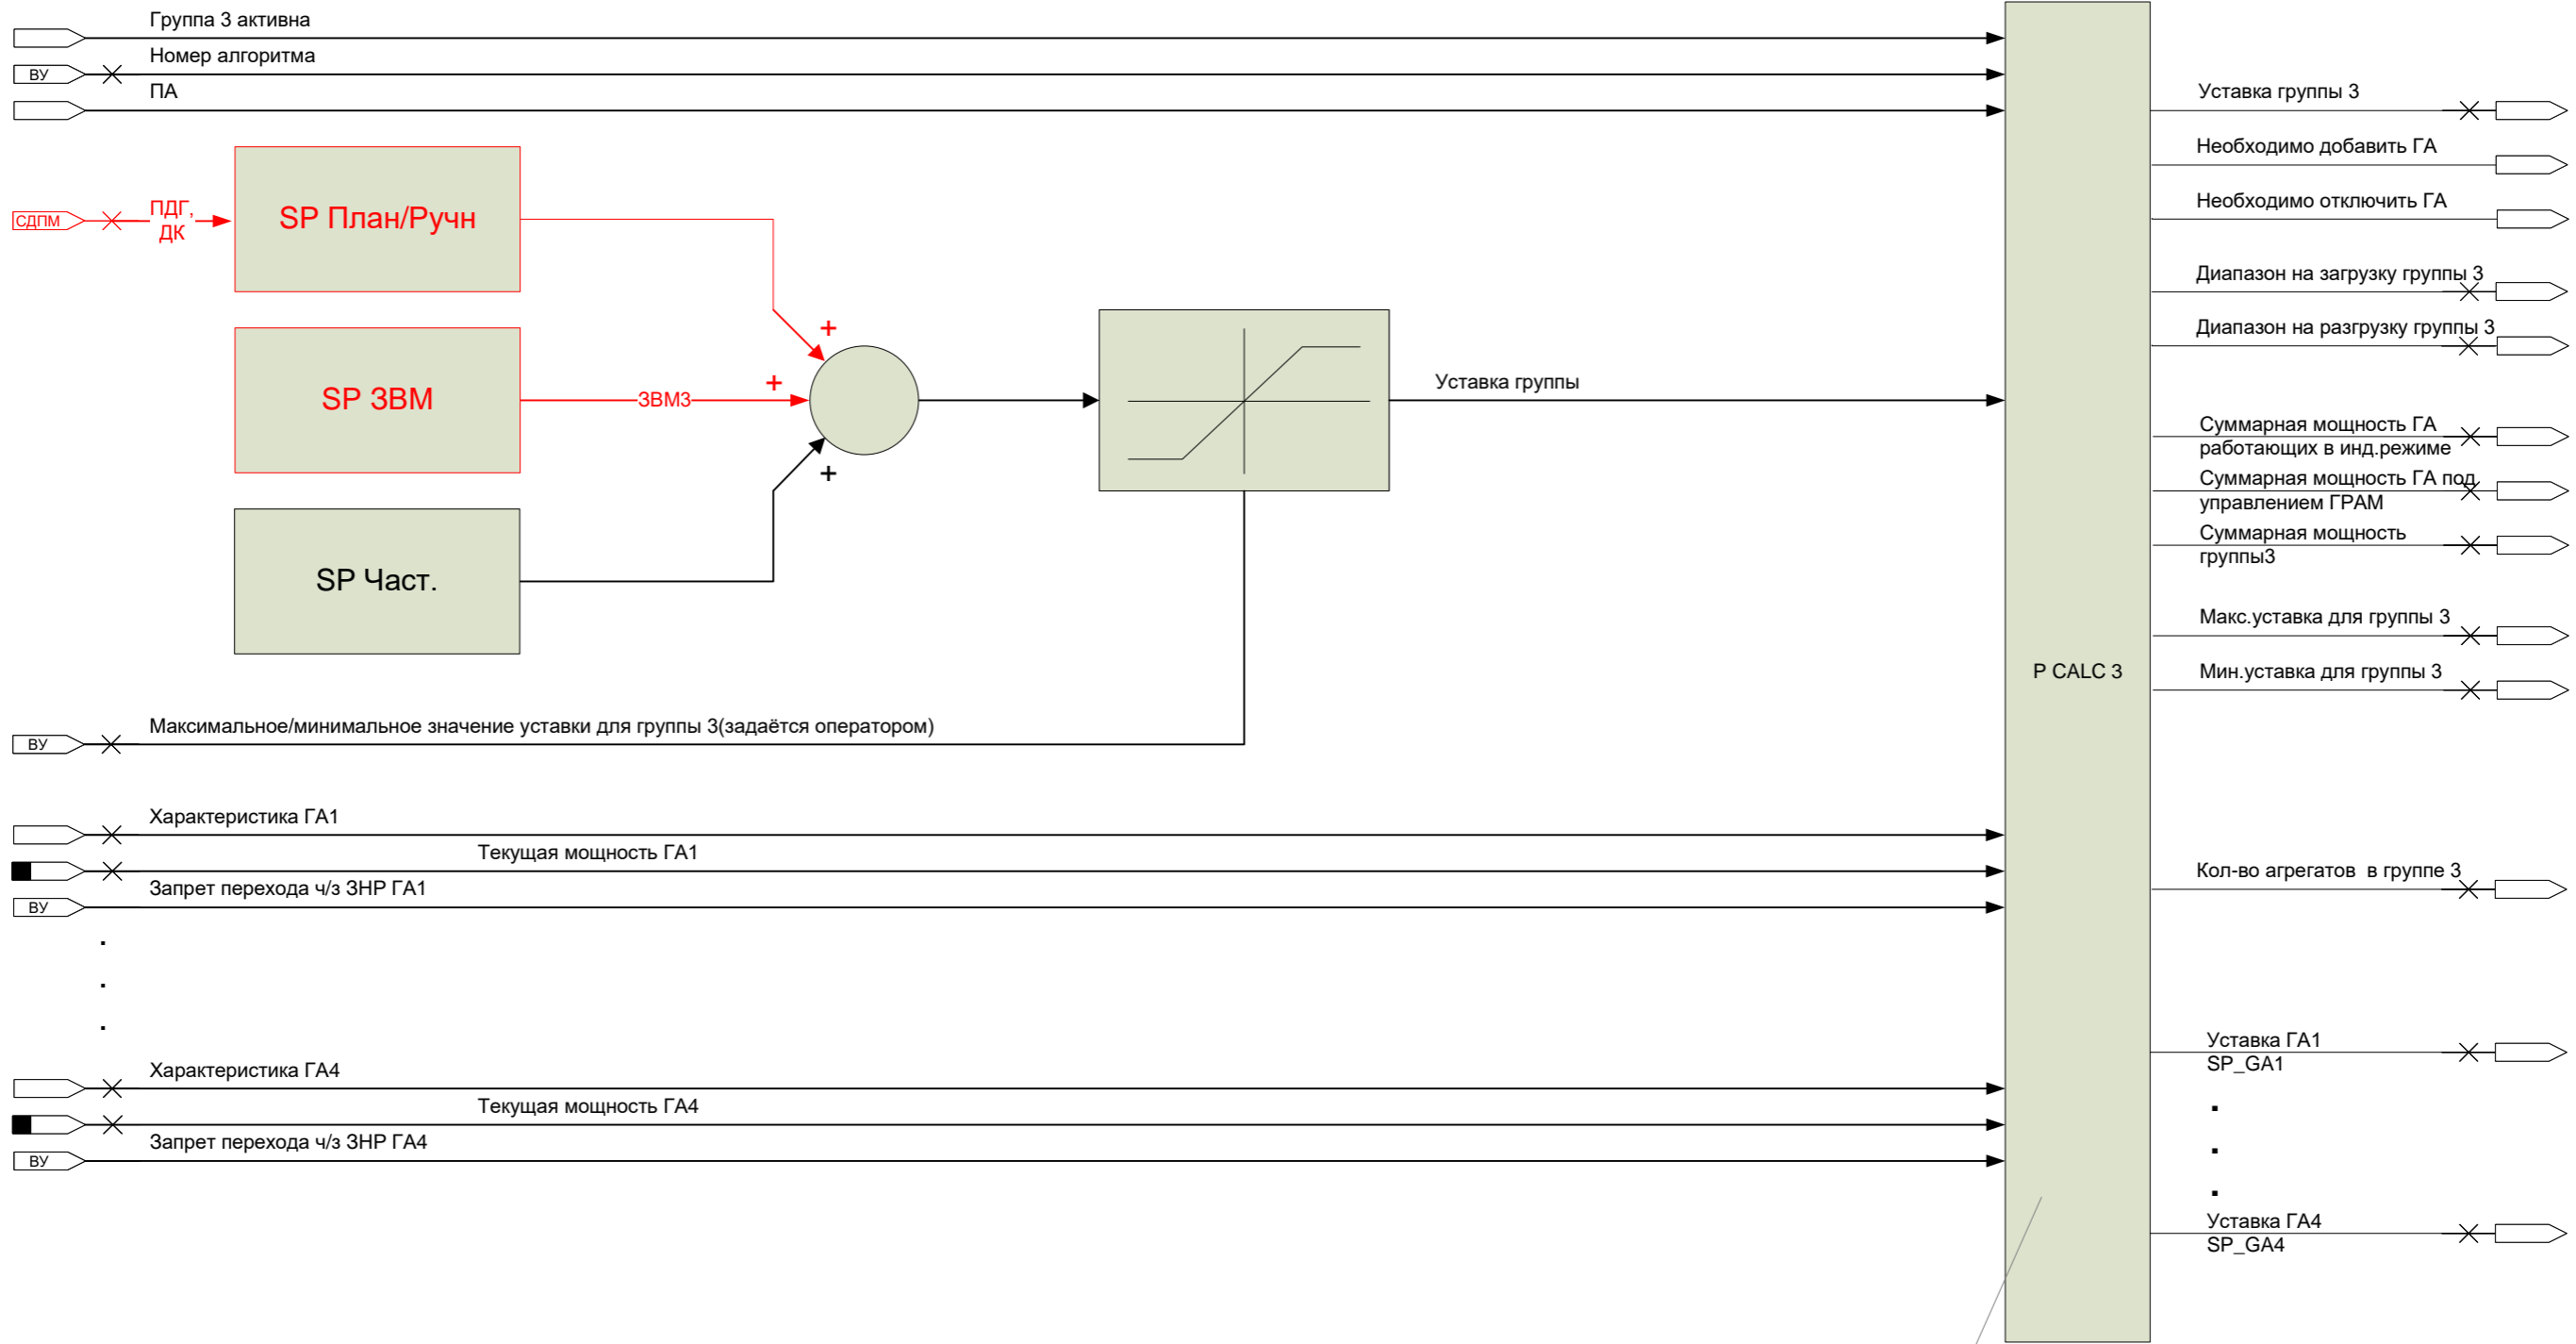 Группа 3 активна
ВУ
Номер алгоритма
ПА
СДПМ
ПДГ,
ДК
SP План/Ручн
+
SP ЗВМ
ЗВМ3
+
SP Част.
+
Уставка группы
ВУ
Максимальное/минимальное значение уставки для группы 3(задаётся оператором)
Характеристика ГА1
Текущая мощность ГА1
ВУ
Запрет перехода ч/з ЗНР ГА1
.
.
.
Характеристика ГА4
Текущая мощность ГА4
ВУ
Запрет перехода ч/з ЗНР ГА4
P CALC 3
Уставка группы 3
Необходимо добавить ГА
Необходимо отключить ГА
Диапазон на загрузку группы 3
Диапазон на разгрузку группы 3
Суммарная мощность ГА
работающих в инд.режиме
Суммарная мощность ГА под
управлением ГРАМ
Суммарная мощность
группы3
Макс.уставка для группы 3
Мин.уставка для группы 3
Кол-во агрегатов в группе 3
Уставка ГА1
SP_GA1
.
.
.
Уставка ГА4
SP_GA4